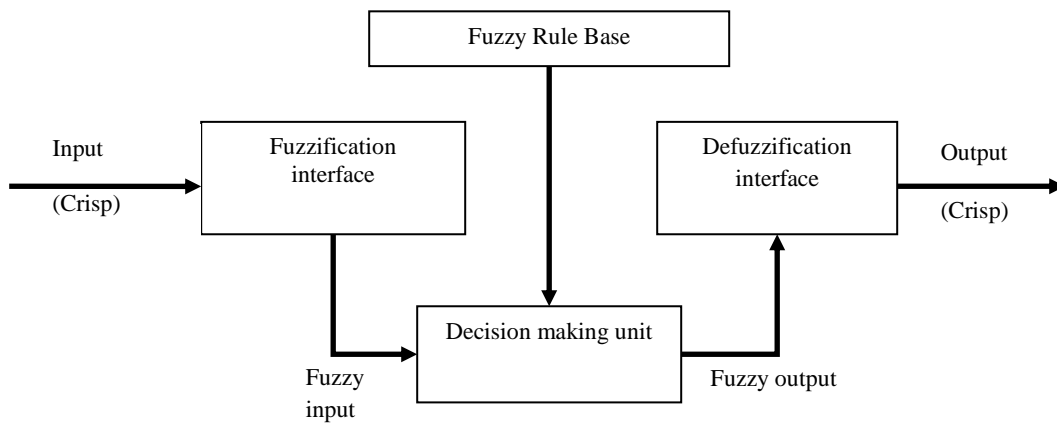 Fuzzy Rule Base
Input
(Crisp)
Fuzzification
interface
Defuzzification
interface
Output
(Crisp)
Decision making unit
Fuzzy
input
Fuzzy output